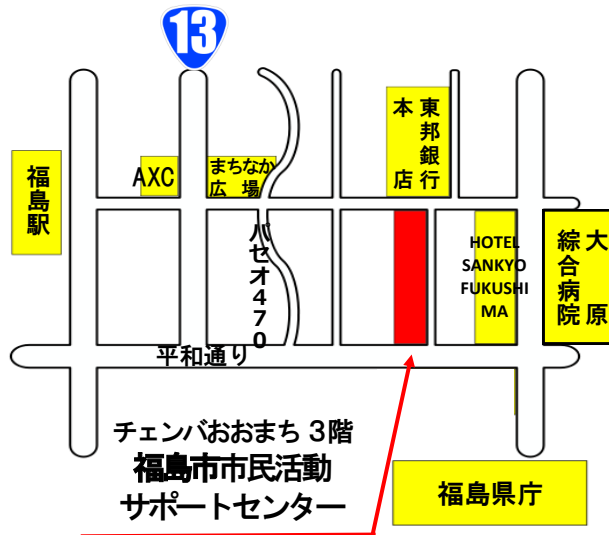 13
東邦銀行
本店
AXC
まちなか
広場
福島駅
パセオ470
HOTEL
SANKYO
FUKUSHI
MA
大原
綜合病院
平和通り
チェンバおおまち 3階
福島市市民活動
サポートセンター
福島県庁